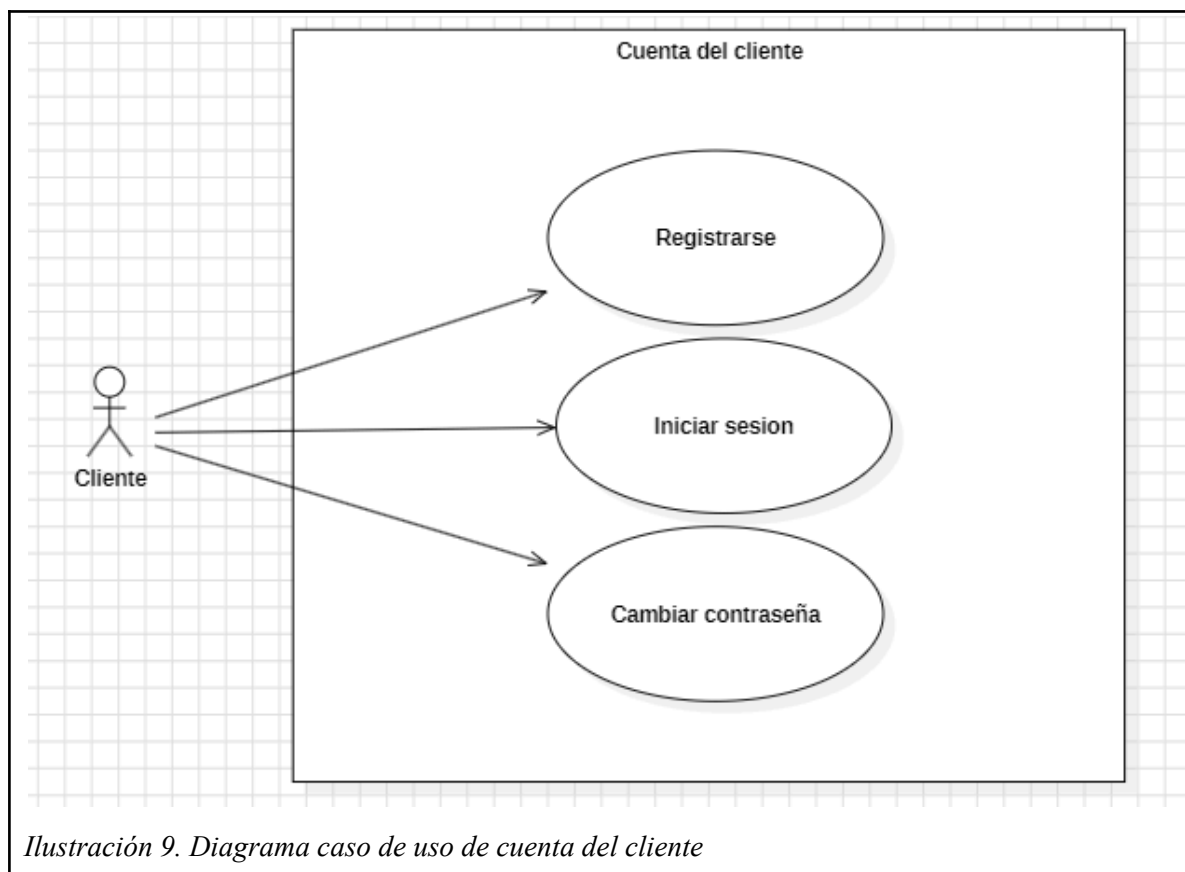 Cuenta del cliente
Registrarse
Iniciar sesion
Cliente
Cambiar contraseña
Ilustración 9. Diagrama caso de uso de cuenta del cliente